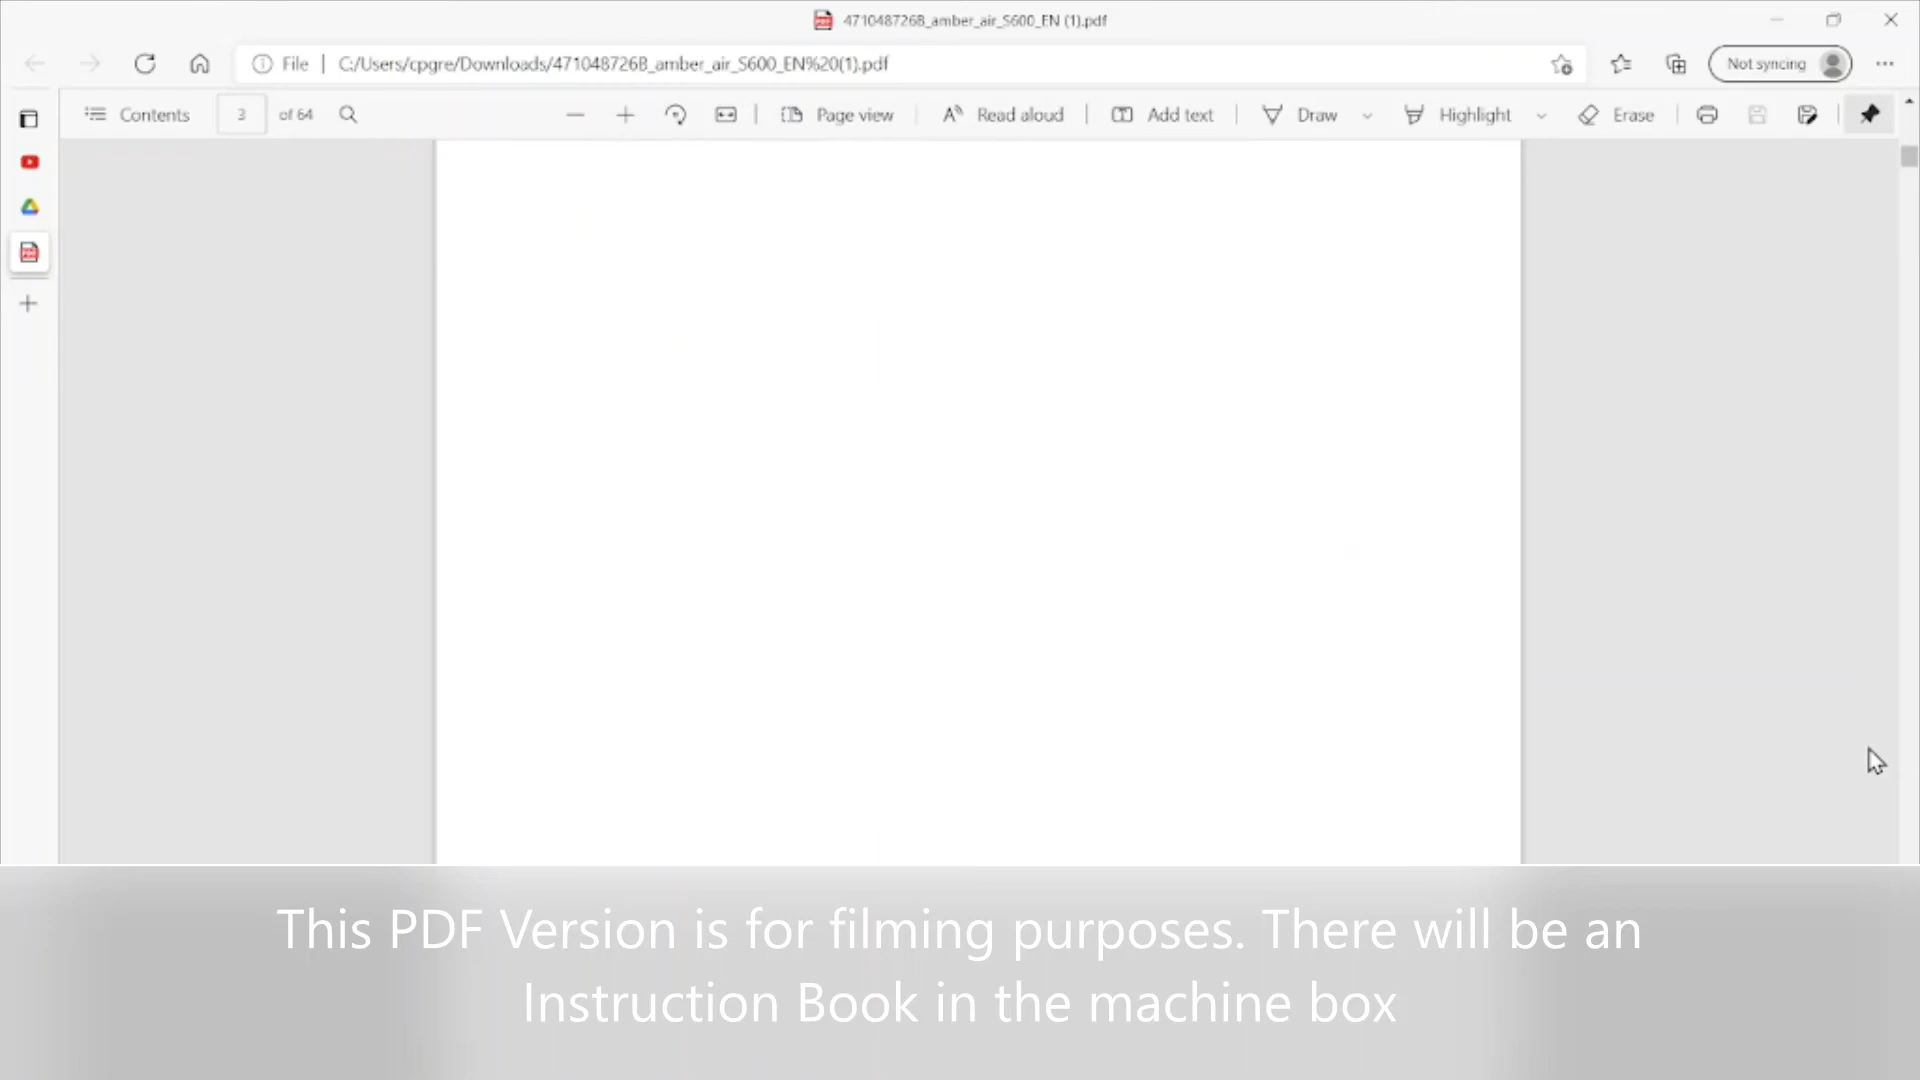 471048726B_amber_air_S600_EN (1).pdf
File | C:/Users/cpgre/Downloads/471048726B_amber_air_S600_EN%20(1).pdf
Not syncing
Contents 3 of 64 Page view Read aloud Add text Draw Highlight Erase
This PDF Version is for filming purposes. There will be an
Instruction Book in the machine box